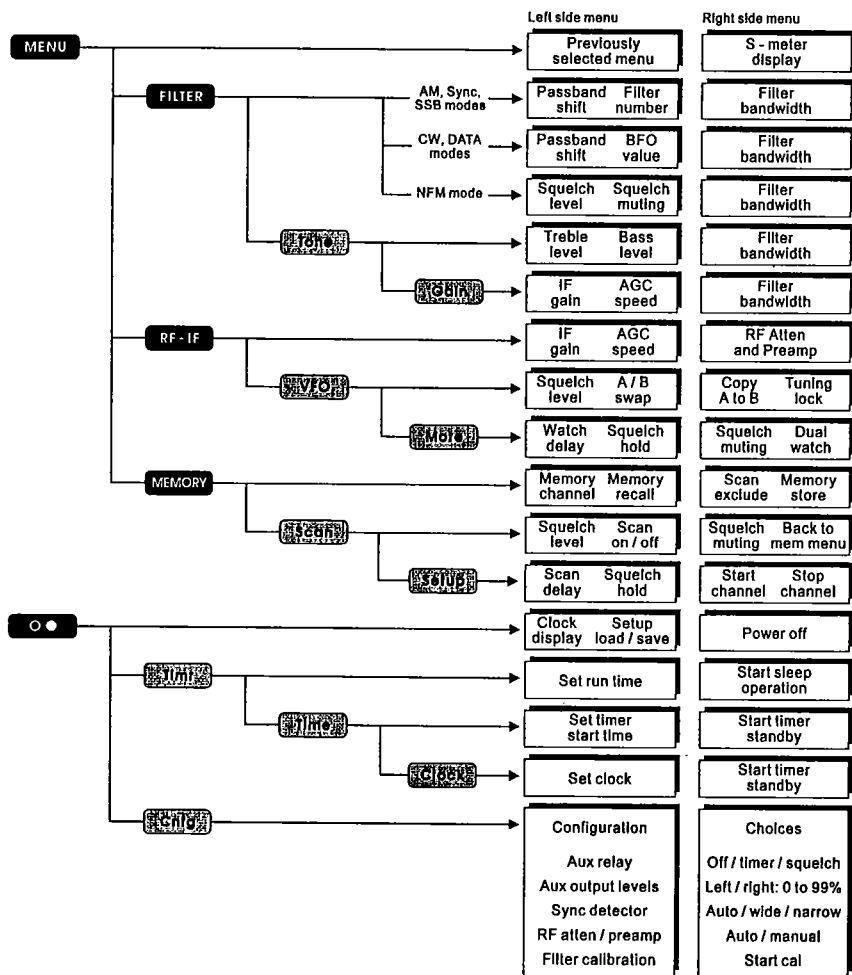 Left side menu Right side menu
MENU Previously selected menu S - meter display
FILTER AM, Sync, SSB modes Passband shift Filter number Filter bandwidth
CW, DATA modes Passband shift BFO value Filter bandwidth
NFM mode Squelch level Squelch muting Filter bandwidth
Tone Treble level Bass level Filter bandwidth
Gain IF gain AGC speed Filter bandwidth
RF - IF IF gain AGC speed RF Atten and Preamp
VFO Squelch level A / B swap Copy A to B Tuning lock
More Watch delay Squelch hold Squelch muting Dual watch
MEMORY Memory channel Memory recall Scan exclude Memory store
Scan Squelch level Scan on / off Squelch muting Back to mem menu
Setup Scan delay Squelch hold Start channel Stop channel
Clock display Setup load / save Power off
Timr Set run time Start sleep operation
Time Set timer start time Start timer standby
Clock Set clock Start timer standby
Cnfg Configuration Choices
Aux relay Off / timer / squelch
Aux output levels Left / right: 0 to 99%
Sync detector Auto / wide / narrow
RF atten / preamp Auto / manual
Filter calibration Start cal